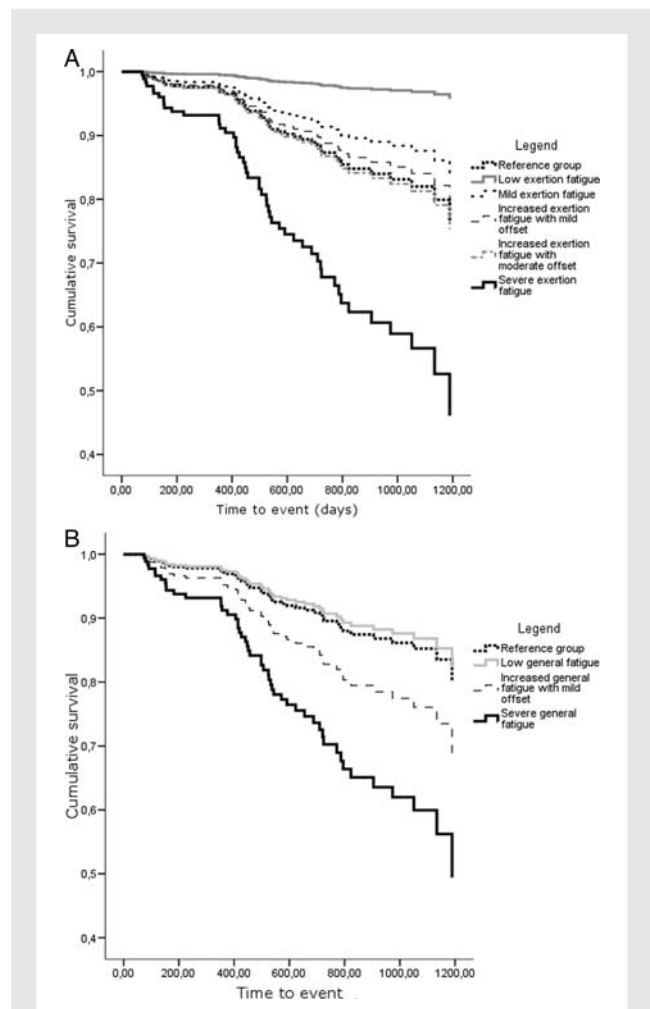 A
1,0
0,9
0,8
0,7
0,6
0,5
0,4
Cumulative survival
0,00 200,00 400,00 600,00 800,00 1000,00 1200,00
Time to event (days)
Legend
Reference group
Low exertion fatigue
Mild exertion fatigue
Increased exertion
fatigue with mild
offset
Increased exertion
fatigue with
moderate offset
Severe exertion
fatigue
B
1,0
0,9
0,8
0,7
0,6
0,5
0,4
Cumulative survival
0,00 200,00 400,00 600,00 800,00 1000,00 1200,00
Time to event
Legend
Reference group
Low general fatigue
Increased general
fatigue with mild
offset
Severe general
fatigue